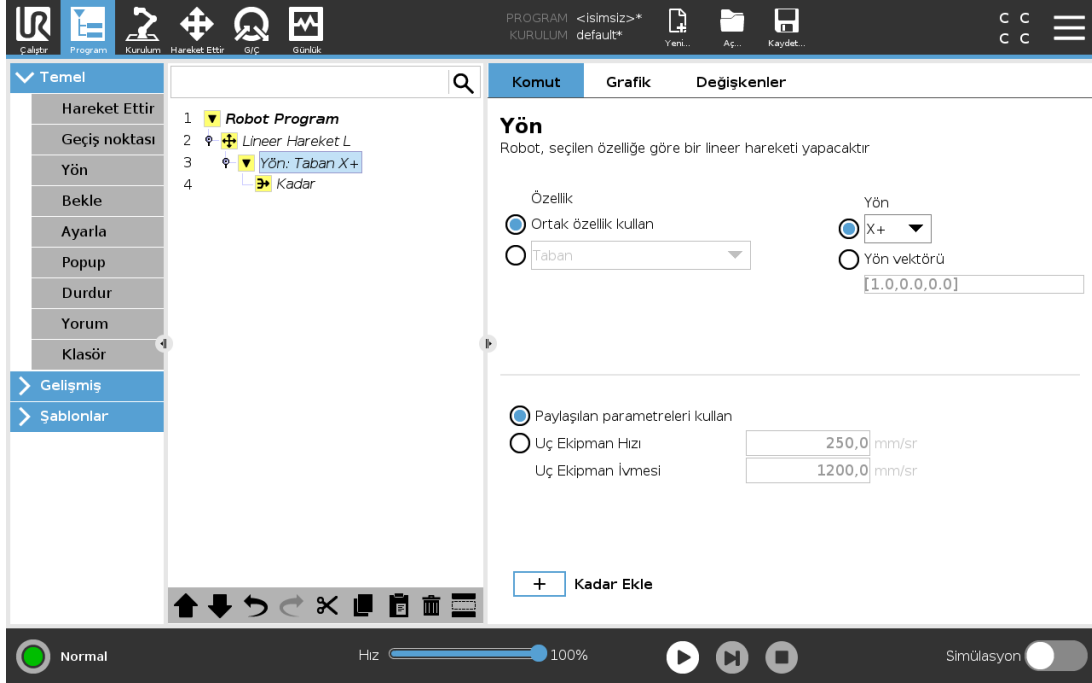 UR
PROGRAM <isimsiz>*
KURULUM default*
Çalıştır Program Kurulum Hareket Ettir G/Ç Günlük Yeni... Aç... Kaydet...
C C
C C
Temel
Hareket Ettir
Geçiş noktası
Yön
Bekle
Ayarla
Popup
Durdur
Yorum
Klasör
Gelişmiş
Şablonlar
1 Robot Program
2 Lineer Hareket L
3 Yön: Taban X+
4 Kadar
Komut Grafik Değişkenler
Yön
Robot, seçilen özelliğe göre bir lineer hareketi yapacaktır
Özellik
Ortak özellik kullan
Taban
Yön
X+
Yön vektörü
[1.0,0.0,0.0]
Paylaşılan parametreleri kullan
Uç Ekipman Hızı 250,0 mm/sr
Uç Ekipman İvmesi 1200,0 mm/sr
+ Kadar Ekle
Normal Hız 100% Simülasyon